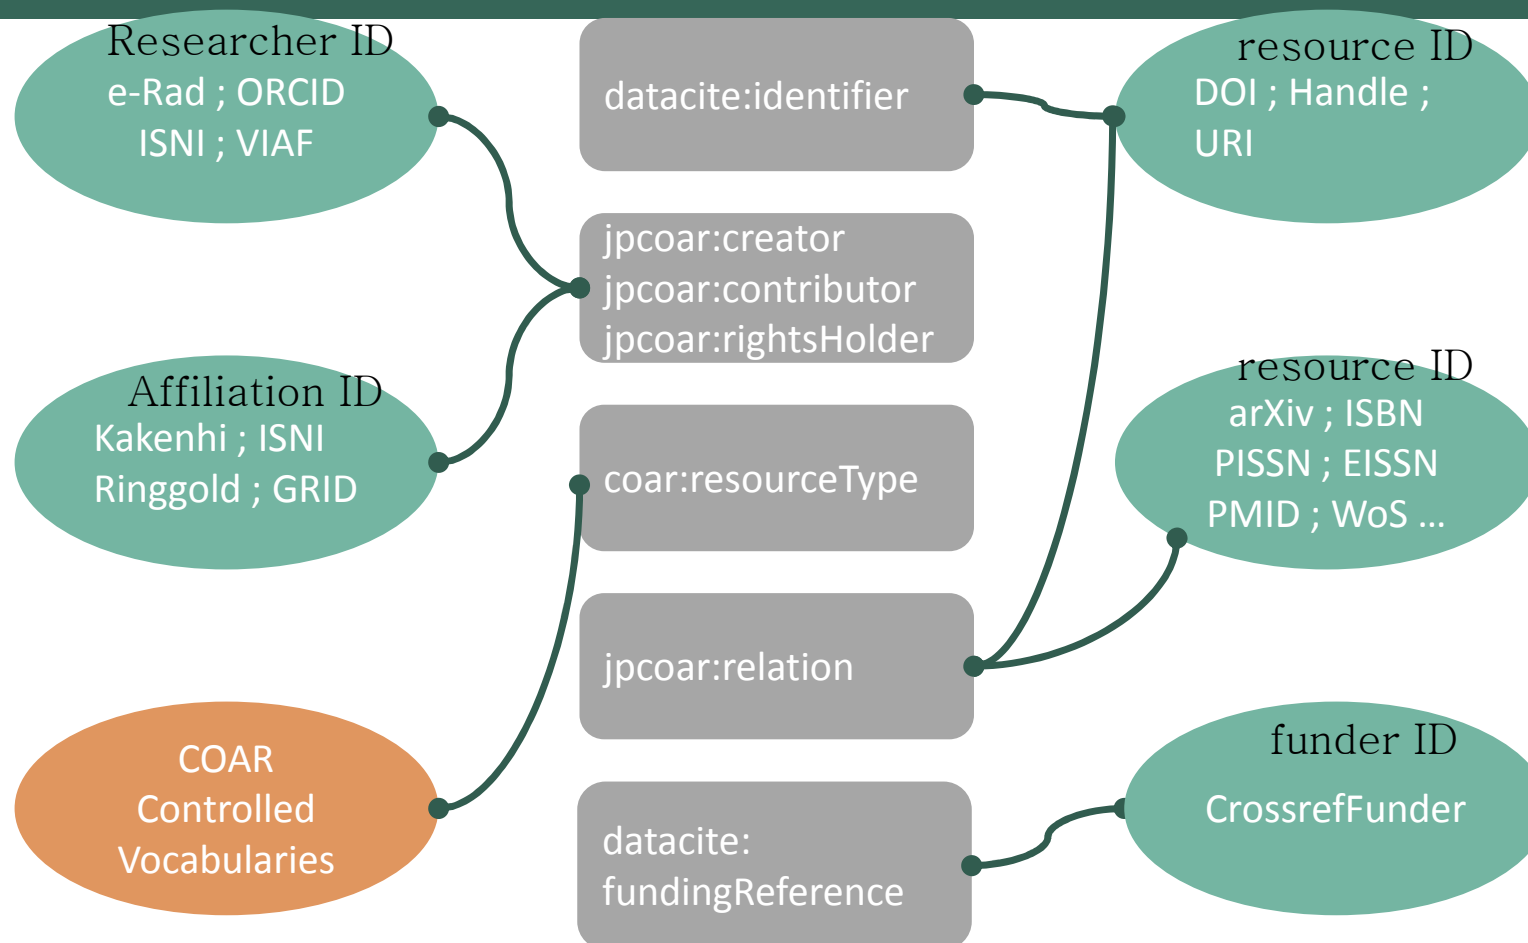 Researcher ID
e-Rad ; ORCID
ISNI ; VIAF
Affiliation ID
Kakenhi ; ISNI
Ringgold ; GRID
COAR
Controlled
Vocabularies
datacite:identifier
jpcoar:creator
jpcoar:contributor
jpcoar:rightsHolder
coar:resourceType
jpcoar:relation
datacite:
fundingReference
resource ID
DOI ; Handle ;
URI
resource ID
arXiv ; ISBN
PISSN ; EISSN
PMID ; WoS ...
funder ID
CrossrefFunder